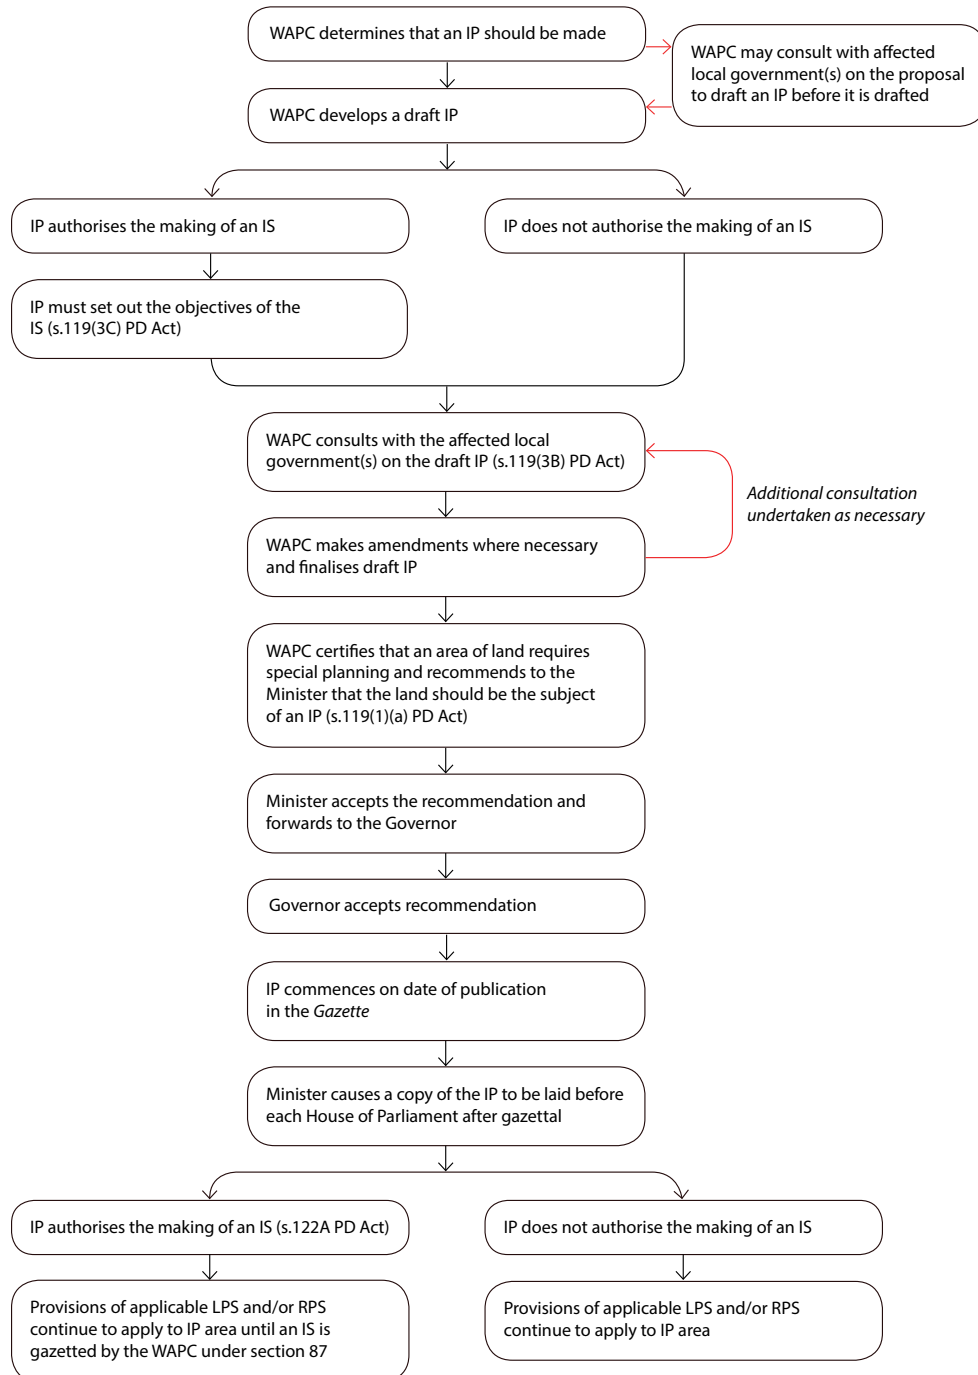 WAPC determines that an IP should be made
WAPC may consult with affected
local government(s) on the proposal
to draft an IP before it is drafted
WAPC develops a draft IP
IP authorises the making of an IS
IP does not authorise the making of an IS
IP must set out the objectives of the
IS (s.119(3C) PD Act)
WAPC consults with the affected local
government(s) on the draft IP (s.119(3B) PD Act)
Additional consultation
undertaken as necessary
WAPC makes amendments where necessary
and finalises draft IP
WAPC certifies that an area of land requires
special planning and recommends to the
Minister that the land should be the subject
of an IP (s.119(1)(a) PD Act)
Minister accepts the recommendation and
forwards to the Governor
Governor accepts recommendation
IP commences on date of publication
in the Gazette
Minister causes a copy of the IP to be laid before
each House of Parliament after gazettal
IP authorises the making of an IS (s.122A PD Act)
IP does not authorise the making of an IS
Provisions of applicable LPS and/or RPS
continue to apply to IP area until an IS is
gazetted by the WAPC under section 87
Provisions of applicable LPS and/or RPS
continue to apply to IP area